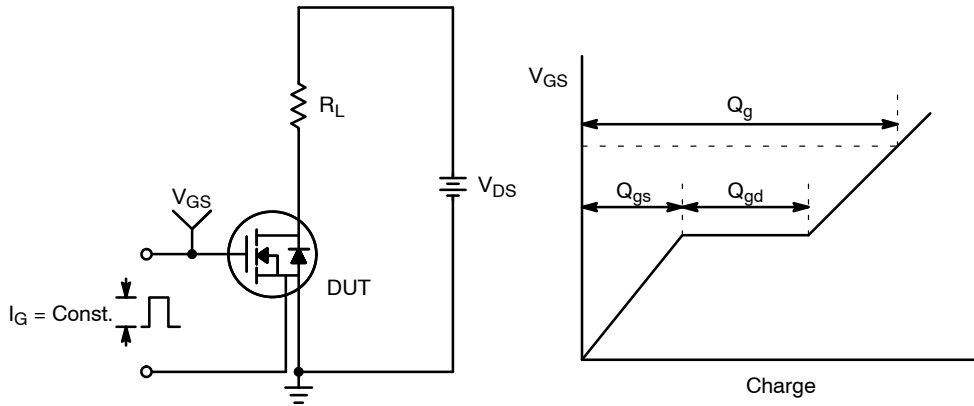 R_L
V_GS
V_DS
DUT
I_G = Const.
V_GS
Q_g
Q_gs
Q_gd
Charge